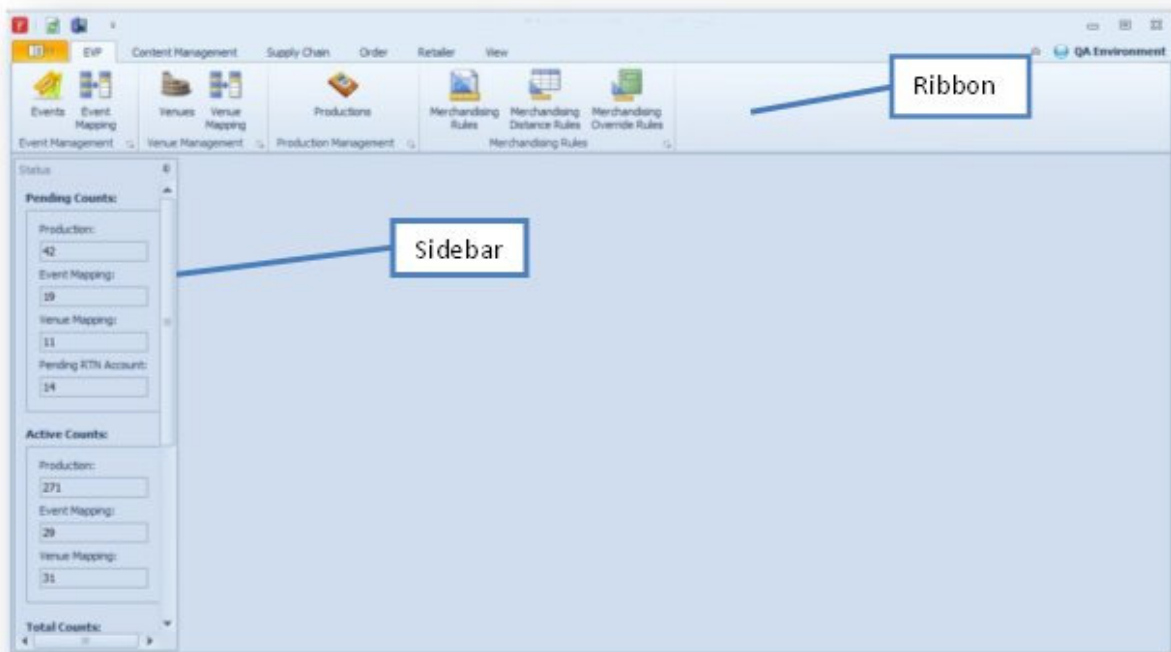 EVP Content Management Supply Chain Order Retailer View
QA Environment
Ribbon
Events Event Mapping Venues Venue Mapping Productions Merchandising Rules Merchandising Distance Rules Merchandising Override Rules
Event Management Venue Management Production Management Merchandising Rules
Status
Pending Counts:
Production:
42
Event Mapping:
19
Venue Mapping:
11
Pending RTN Account:
14
Sidebar
Active Counts:
Production:
271
Event Mapping:
29
Venue Mapping:
31
Total Counts: